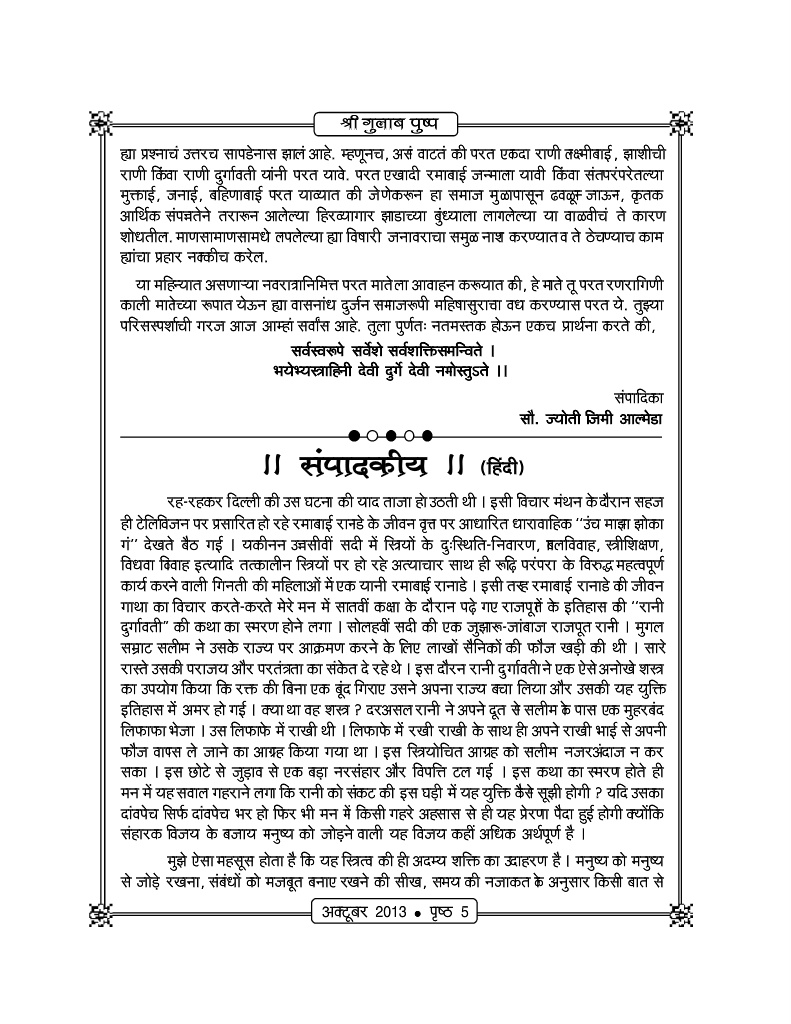 श्री गुलाब पुष्प
ह्या प्रश्नाचं उत्तरच सापडेनास झालं आहे. म्हणूनच, असं वाटतं की परत एकदा राणी लक्ष्मीबाई, झाशीची
राणी किंवा राणी दुर्गावती यांनी परत यावे. परत एखादी रमाबाई जन्माला यावी किंवा संतपरंपरेतल्या
मुक्ताई, जनाई, बहिणाबाई परत याव्यात की जेणेकरून हा समाज मुळापासून ढवळून जाऊन, कृतक
आर्थिक संपन्नतेने तरारून आलेल्या हिरव्यागार झाडाच्या बुंध्याला लागलेल्या या वाळवीचं ते कारण
शोधतील. माणसामाणसामधे लपलेल्या ह्या विषारी जनावराचा समुळ नाश करण्यात व ते ठेचण्याच काम
ह्यांचा प्रहार नक्कीच करेल.
या महिन्यात असणाऱ्या नवरात्रानिमित्त परत मातेला आवाहन करूयात की, हे माते तू परत रणरागिणी
काली मातेच्या रूपात येऊन ह्या वासनांध दुर्जन समाजरूपी महिषासुराचा वध करण्यास परत ये. तुझ्या
परिसस्पर्शाची गरज आज आम्हां सर्वांस आहे. तुला पुर्णतः नतमस्तक होऊन एकच प्रार्थना करते की,
सर्वस्वरूपे सर्वेशे सर्वशक्तिसमन्विते ।
भयेभ्यस्त्राहिनी देवी दुर्गे देवी नमोस्तुऽते ।।
संपादिका
सौ. ज्योती जिमी आल्मेडा
।। संपादकीय ।। (हिंदी)
रह-रहकर दिल्ली की उस घटना की याद ताजा हो उठती थी । इसी विचार मंथन के दौरान सहज
ही टेलिविजन पर प्रसारित हो रहे रमाबाई रानडे के जीवन वृत्त पर आधारित धारावाहिक ‘‘उंच माझा झोका
गं’’ देखते बैठ गई । यकीनन उन्नसीवीं सदी में स्त्रियों के दुःस्थिति-निवारण, बालविवाह, स्त्रीशिक्षण,
विधवा विवाह इत्यादि तत्कालीन स्त्रियों पर हो रहे अत्याचार साथ ही रूढ़ि परंपरा के विरुद्ध महत्वपूर्ण
कार्य करने वाली गिनती की महिलाओं में एक यानी रमाबाई रानाडे । इसी तरह रमाबाई रानाडे की जीवन
गाथा का विचार करते-करते मेरे मन में सातवीं कक्षा के दौरान पढ़े गए राजपूतों के इतिहास की ‘‘रानी
दुर्गावती’’ की कथा का स्मरण होने लगा । सोलहवीं सदी की एक जुझारू-जांबाज राजपूत रानी । मुगल
सम्राट सलीम ने उसके राज्य पर आक्रमण करने के लिए लाखों सैनिकों की फौज खड़ी की थी । सारे
रास्ते उसकी पराजय और परतंत्रता का संकेत दे रहे थे । इस दौरन रानी दुर्गावती ने एक ऐसे अनोखे शस्त्र
का उपयोग किया कि रक्त की बिना एक बूंद गिराए उसने अपना राज्य बचा लिया और उसकी यह युक्ति
इतिहास में अमर हो गई । क्या था वह शस्त्र ? दरअसल रानी ने अपने दूत से सलीम के पास एक मुहरबंद
लिफाफा भेजा । उस लिफाफे में राखी थी । लिफाफे में रखी राखी के साथ ही अपने राखी भाई से अपनी
फौज वापस ले जाने का आग्रह किया गया था । इस स्त्रियोचित आग्रह को सलीम नजरअंदाज न कर
सका । इस छोटे से जुड़ाव से एक बड़ा नरसंहार और विपत्ति टल गई । इस कथा का स्मरण होते ही
मन में यह सवाल गहराने लगा कि रानी को संकट की इस घड़ी में यह युक्ति कैसे सूझी होगी ? यदि उसका
दांवपेच सिर्फ दांवपेच भर हो फिर भी मन में किसी गहरे अहसास से ही यह प्रेरणा पैदा हुई होगी क्योंकि
संहारक विजय के बजाय मनुष्य को जोड़ने वाली यह विजय कहीं अधिक अर्थपूर्ण है ।
मुझे ऐसा महसूस होता है कि यह स्त्रित्व की ही अदम्य शक्ति का उदाहरण है । मनुष्य को मनुष्य
से जोड़े रखना, संबंधों को मजबूत बनाए रखने की सीख, समय की नजाकत के अनुसार किसी बात से
अक्टूबर 2013 ● पृष्ठ 5